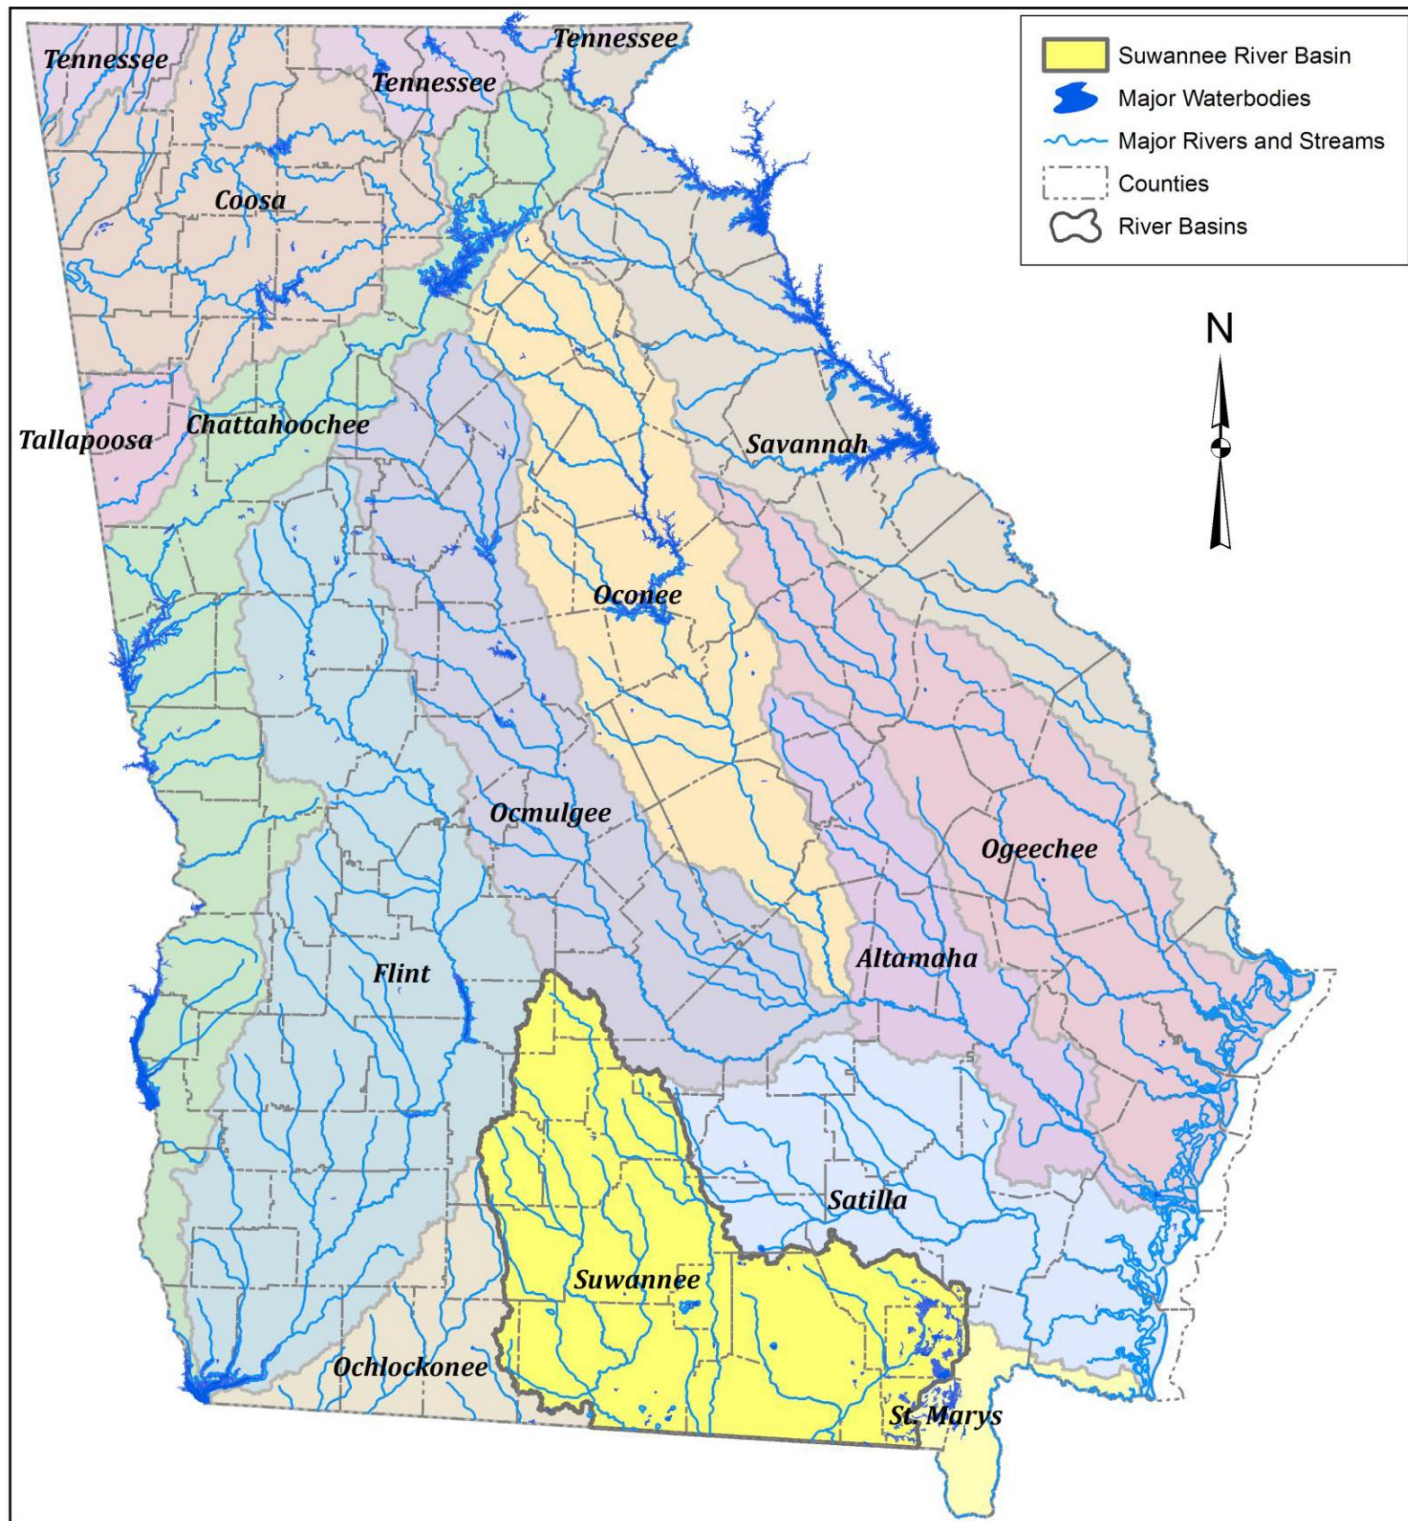 Tennessee
Tennessee
Tennessee
Suwannee River Basin
Major Waterbodies
Major Rivers and Streams
Counties
River Basins
Coosa
N
Tallapoosa
Chattahoochee
Savannah
Oconee
Ocmulgee
Ogeechee
Flint
Altamaha
Satilla
Suwannee
Ochlockonee
St. Marys